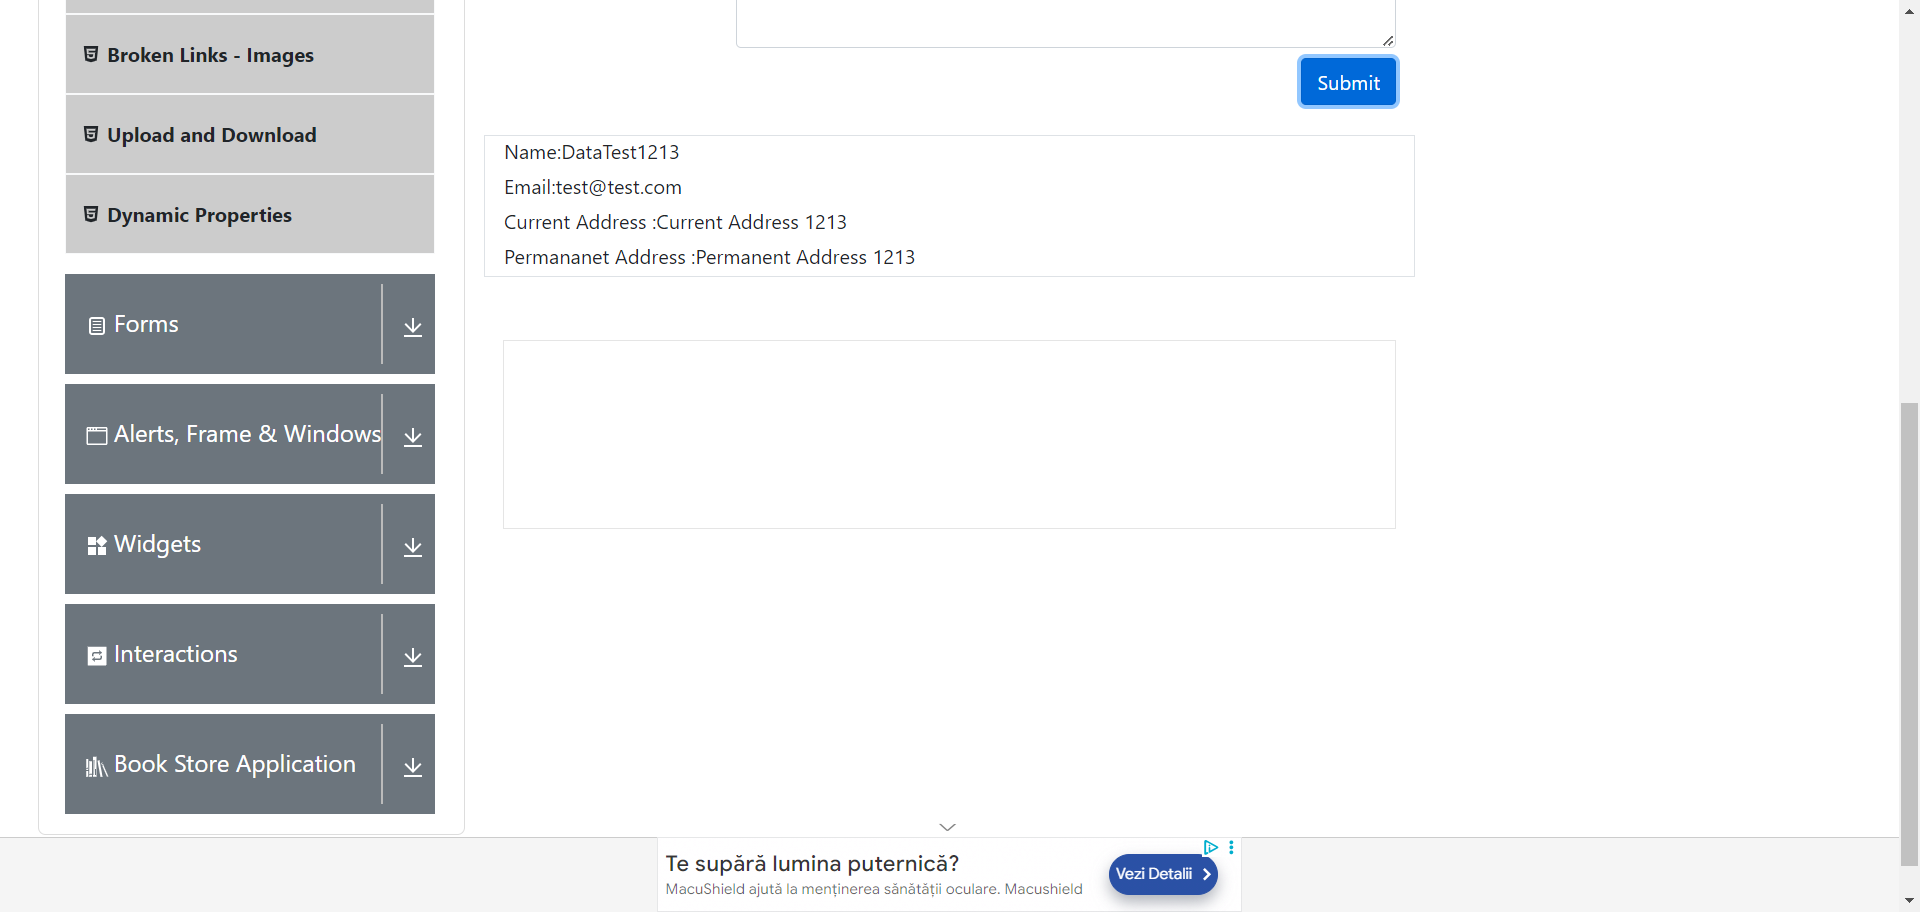 Broken Links - Images
Upload and Download
Dynamic Properties
Forms
Alerts, Frame & Windows
Widgets
Interactions
Book Store Application
Submit
Name:DataTest1213
Email:test@test.com
Current Address :Current Address 1213
Permananet Address :Permanent Address 1213
Te supără lumina puternică?
MacuShield ajută la menținerea sănătății oculare. Macushield
Vezi Detalii